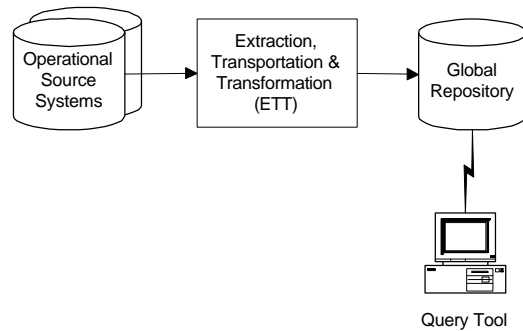 Operational
Source
Systems
Extraction,
Transportation &
Transformation
(ETT)
Global
Repository
Query Tool